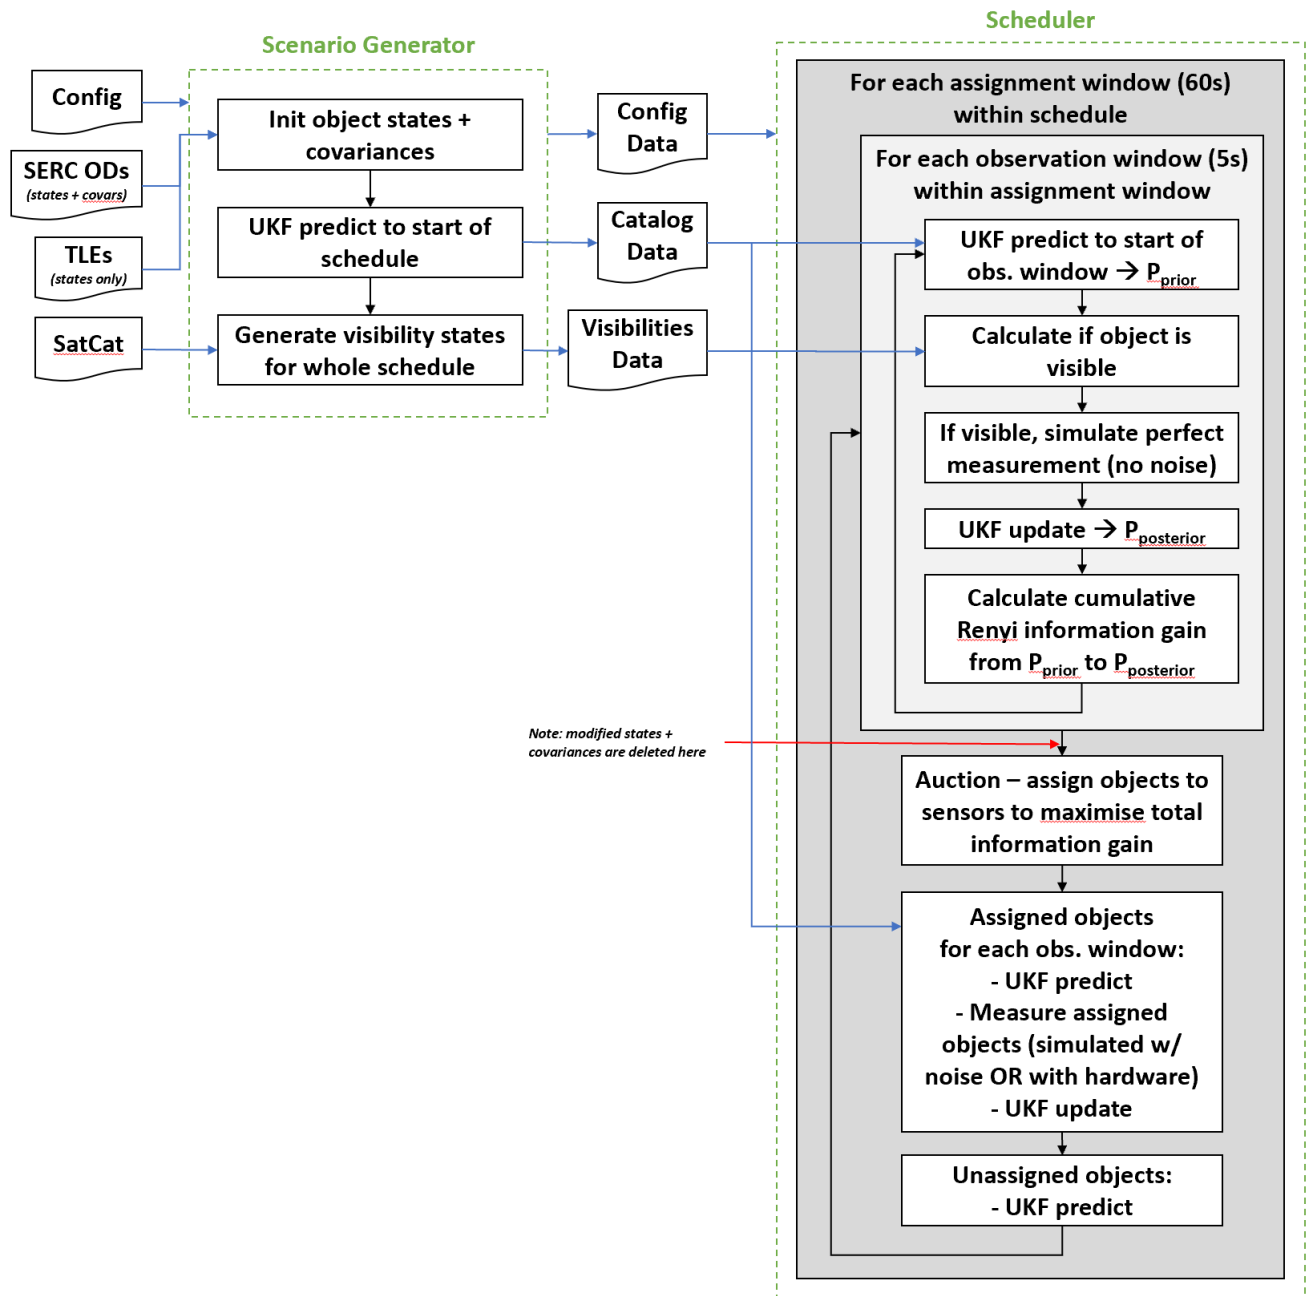 Scenario Generator
Config
SERC ODs
(states + covars)
TLEs
(states only)
SatCat
Init object states +
covariances
UKF predict to start of
schedule
Generate visibility states
for whole schedule
Config
Data
Catalog
Data
Visibilities
Data
Scheduler
For each assignment window (60s)
within schedule
For each observation window (5s)
within assignment window
UKF predict to start of
obs. window → Pprior
Calculate if object is
visible
If visible, simulate perfect
measurement (no noise)
UKF update → Pposterior
Calculate cumulative
Renyi information gain
from Pprior to Pposterior
Note: modified states +
covariances are deleted here
Auction – assign objects to
sensors to maximise total
information gain
Assigned objects
for each obs. window:
- UKF predict
- Measure assigned
objects (simulated w/
noise OR with hardware)
- UKF update
Unassigned objects:
- UKF predict